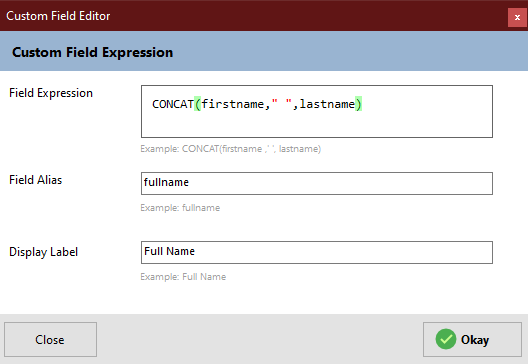 Custom Field Editor
x
Custom Field Expression
Field Expression
CONCAT(firstname," ",lastname)
Example: CONCAT(firstname ,' ', lastname)
Field Alias
fullname
Example: fullname
Display Label
Full Name
Example: Full Name
Close
Okay